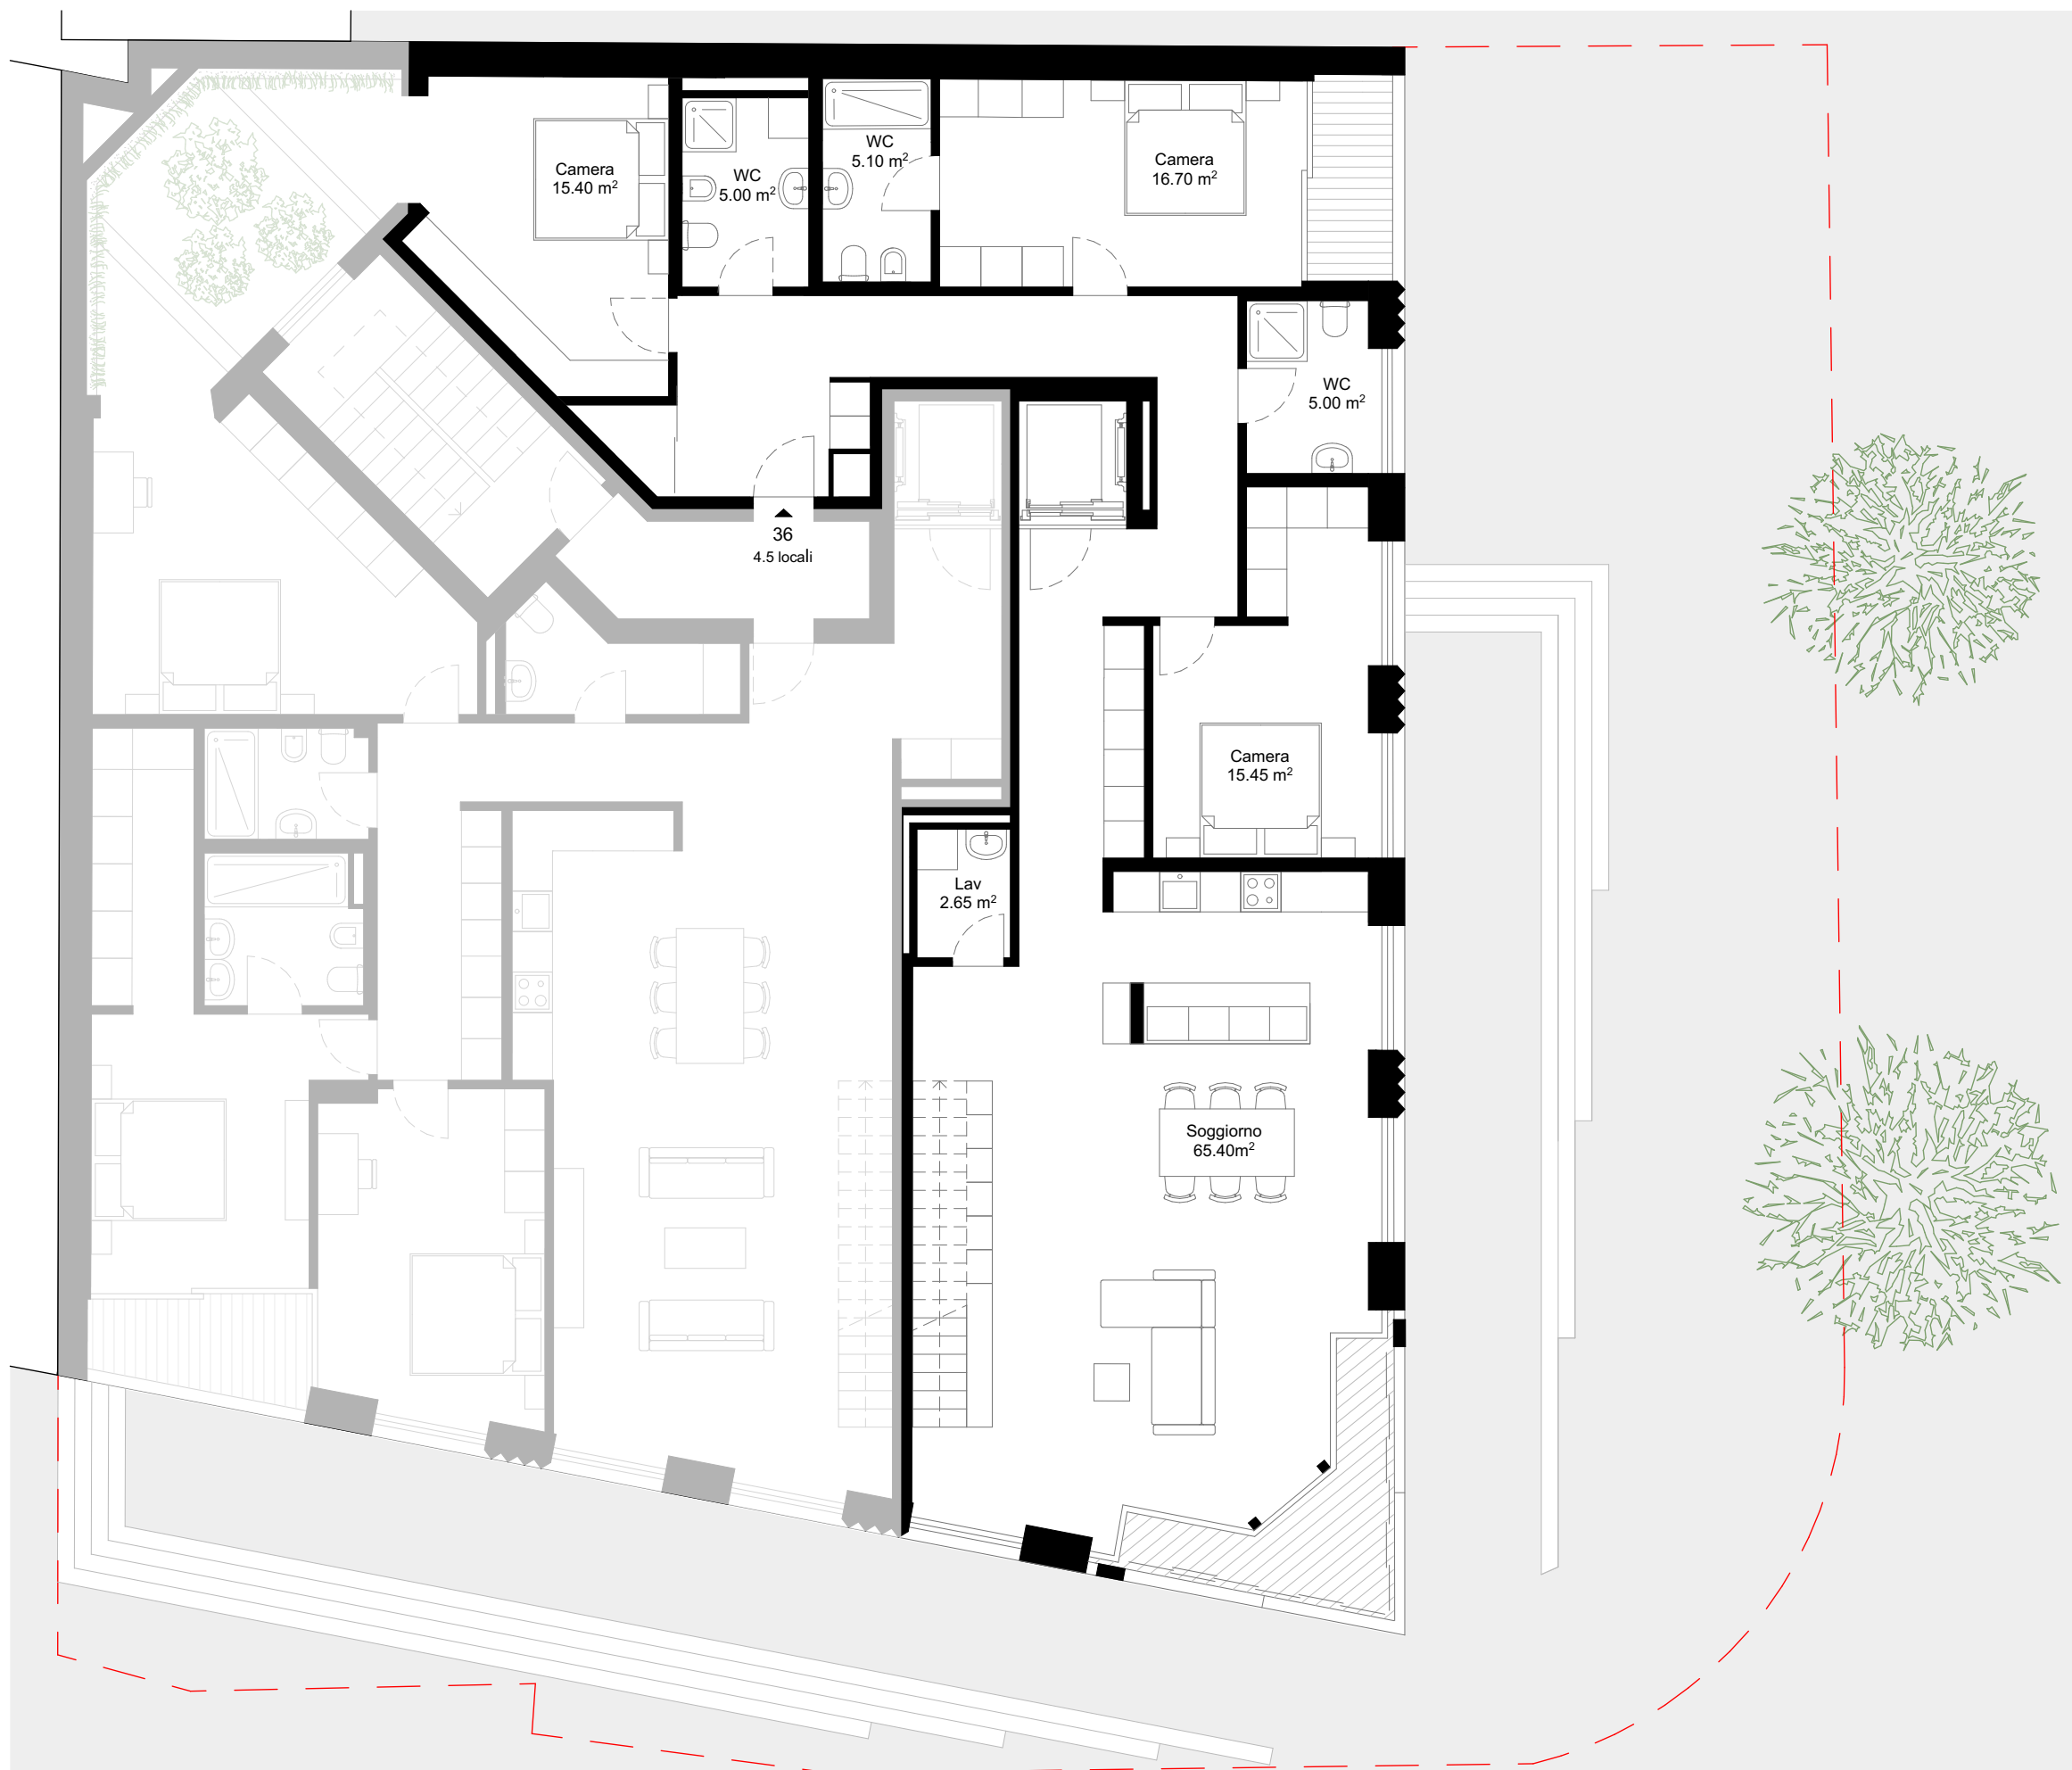 Camera
15.40 m²
WC
5.00 m²
WC
5.10 m²
Camera
16.70 m²
WC
5.00 m²
36
4.5 locali
Camera
15.45 m²
Lav
2.65 m²
Soggiorno
65.40m²